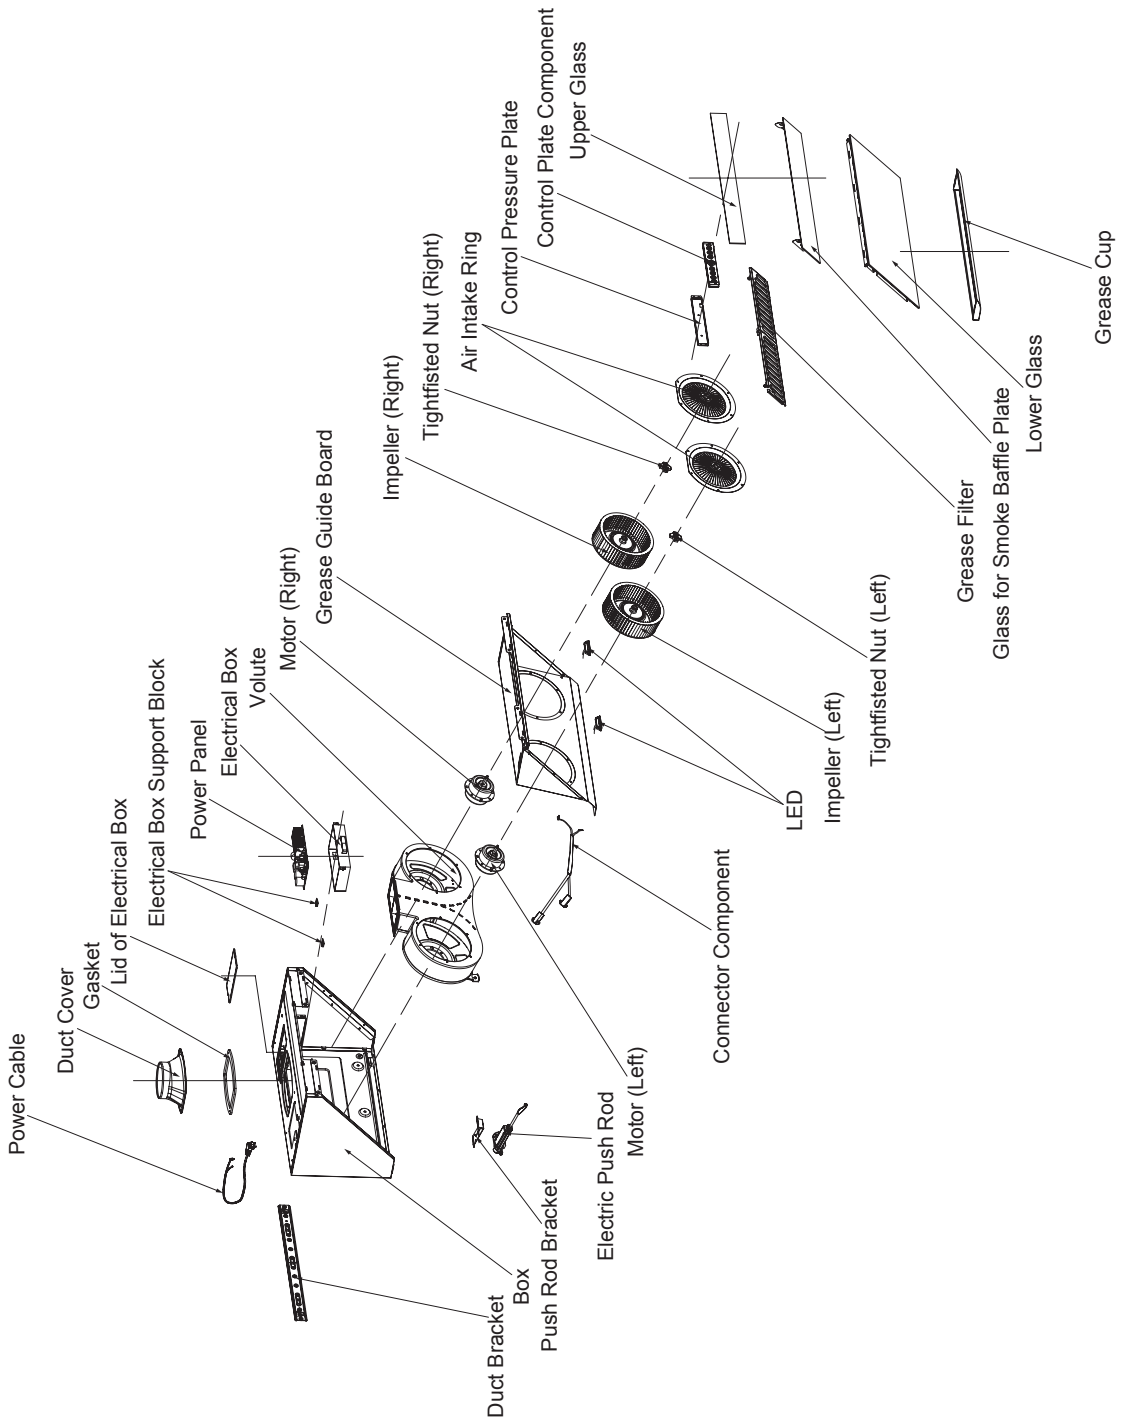 Power Cable
Duct Cover
Gasket
Lid of Electrical Box
Electrical Box Support Block
Power Panel
Electrical Box
Volute
Motor (Right)
Grease Guide Board
Impeller (Right)
Tightfisted Nut (Right)
Air Intake Ring
Control Pressure Plate
Control Plate Component
Upper Glass
Duct Bracket
Box
Push Rod Bracket
Electric Push Rod
Motor (Left)
Connector Component
LED
Impeller (Left)
Tightfisted Nut (Left)
Grease Filter
Glass for Smoke Baffle Plate
Lower Glass
Grease Cup